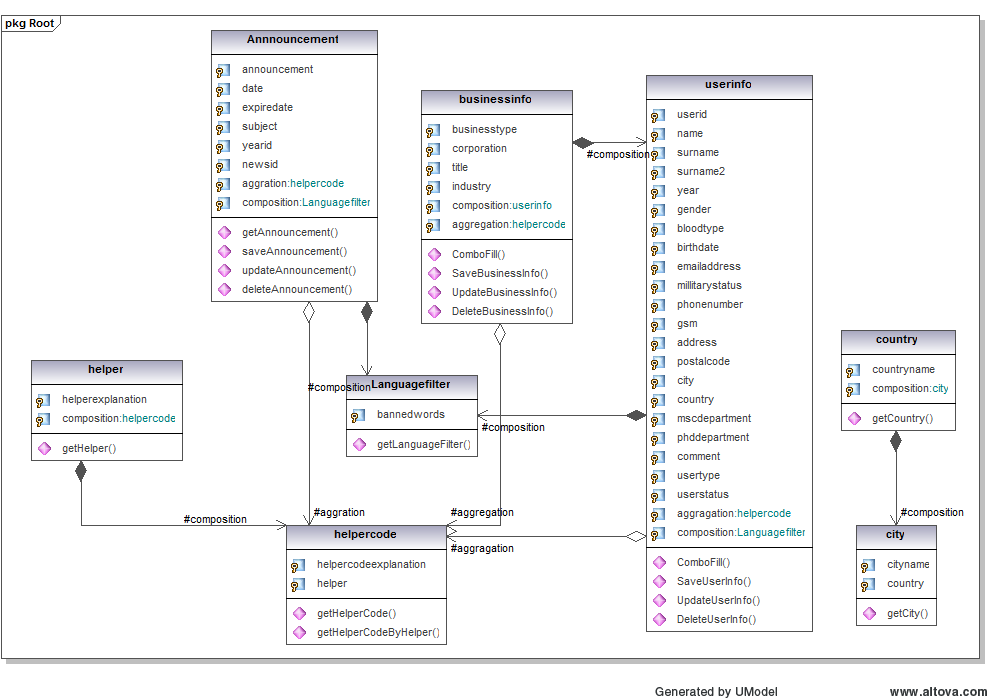 pkg Root
Annnouncement
announcement
date
expiredate
subject
yearid
newsid
aggration:helpercode
composition:Languagefilter
getAnnouncement()
saveAnnouncement()
updateAnnouncement()
deleteAnnouncement()
businessinfo
businesstype
corporation
title
industry
composition:userinfo
aggregation:helpercode
ComboFill()
SaveBusinessInfo()
UpdateBusinessInfo()
DeleteBusinessInfo()
#composition
userinfo
userid
name
surname
surname2
year
gender
bloodtype
birthdate
emailaddress
millitarystatus
phonenumber
gsm
address
postalcode
city
country
mscdepartment
phddepartment
comment
usertype
userstatus
aggragation:helpercode
composition:Languagefilter
ComboFill()
SaveUserInfo()
UpdateUserInfo()
DeleteUserInfo()
country
countryname
composition:city
getCountry()
#composition
city
cityname
country
getCity()
helper
helperexplanation
composition:helpercode
getHelper()
#composition
#composition
Languagefilter
bannedwords
getLanguageFilter()
#composition
#aggration
#aggregation
#aggragation
helpercode
helpercodeexplanation
helper
getHelperCode()
getHelperCodeByHelper()
Generated by UModel
www.altova.com